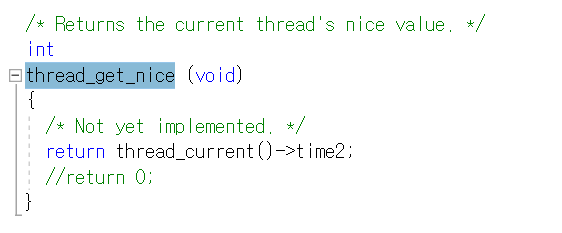 /* Returns the current thread's nice value. */
int
thread_get_nice (void)
{
/* Not yet implemented. */
return thread_current()->time2;
//return 0;
}